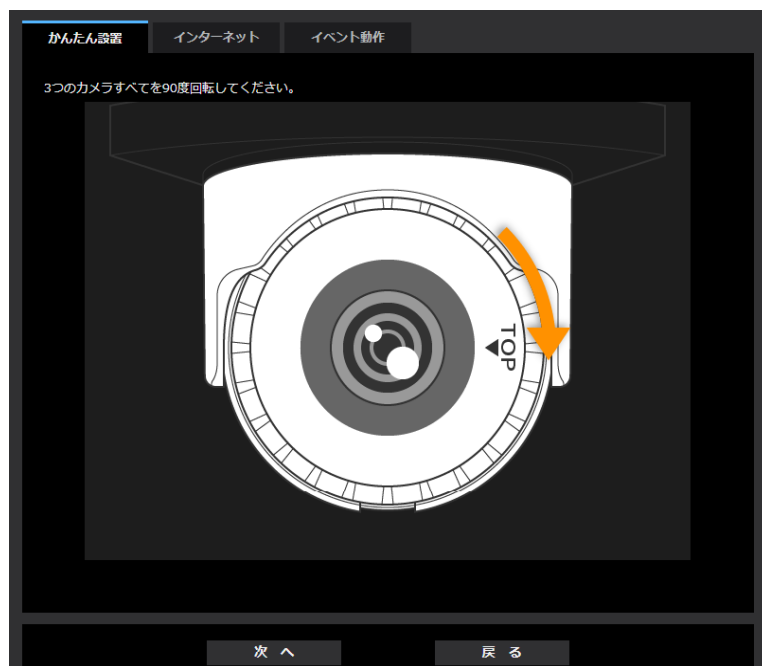 かんたん設置
インターネット
イベント動作
3つのカメラすべてを90度回転してください。
TOP
次 へ
戻 る